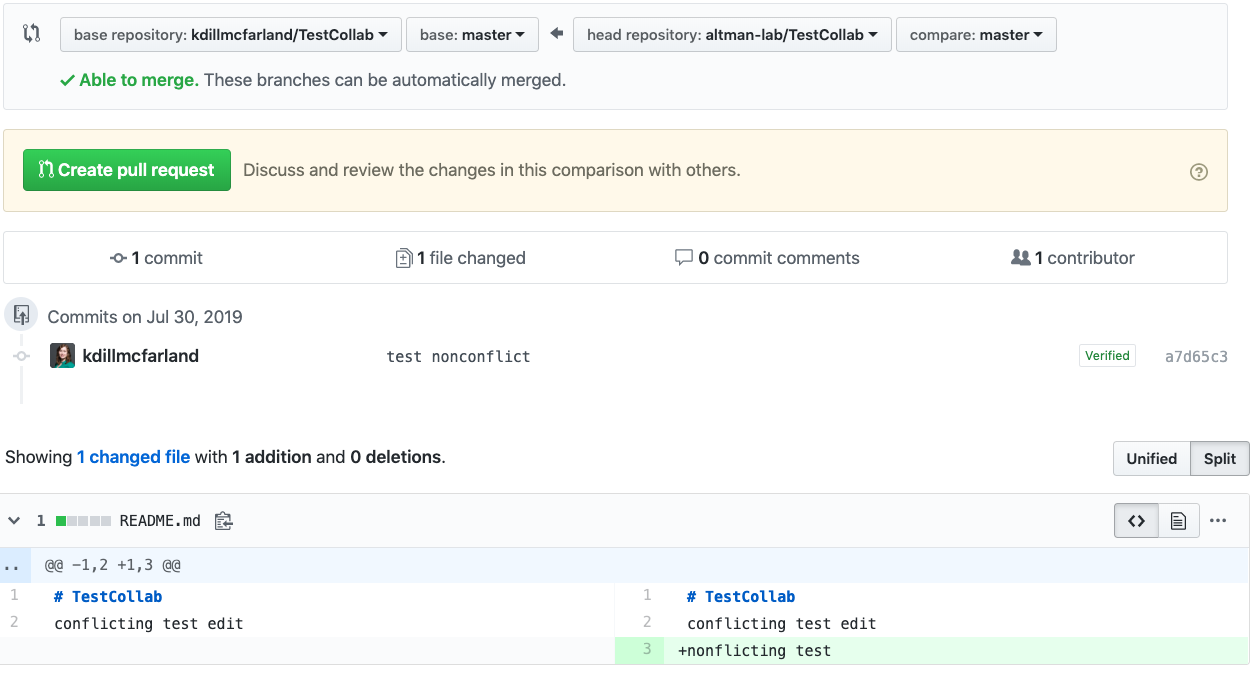 base repository: kdillmcfarland/TestCollab base: master head repository: altman-lab/TestCollab compare: master
Able to merge. These branches can be automatically merged.
Create pull request Discuss and review the changes in this comparison with others. ?
1 commit 1 file changed 0 commit comments 1 contributor
Commits on Jul 30, 2019
kdillmcfarland test nonconflict Verified a7d65c3
Showing 1 changed file with 1 addition and 0 deletions. Unified Split
1 README.md
.. @@ -1,2 +1,3 @@
1 # TestCollab 1 # TestCollab
2 conflicting test edit 2 conflicting test edit
3 +nonflicting test